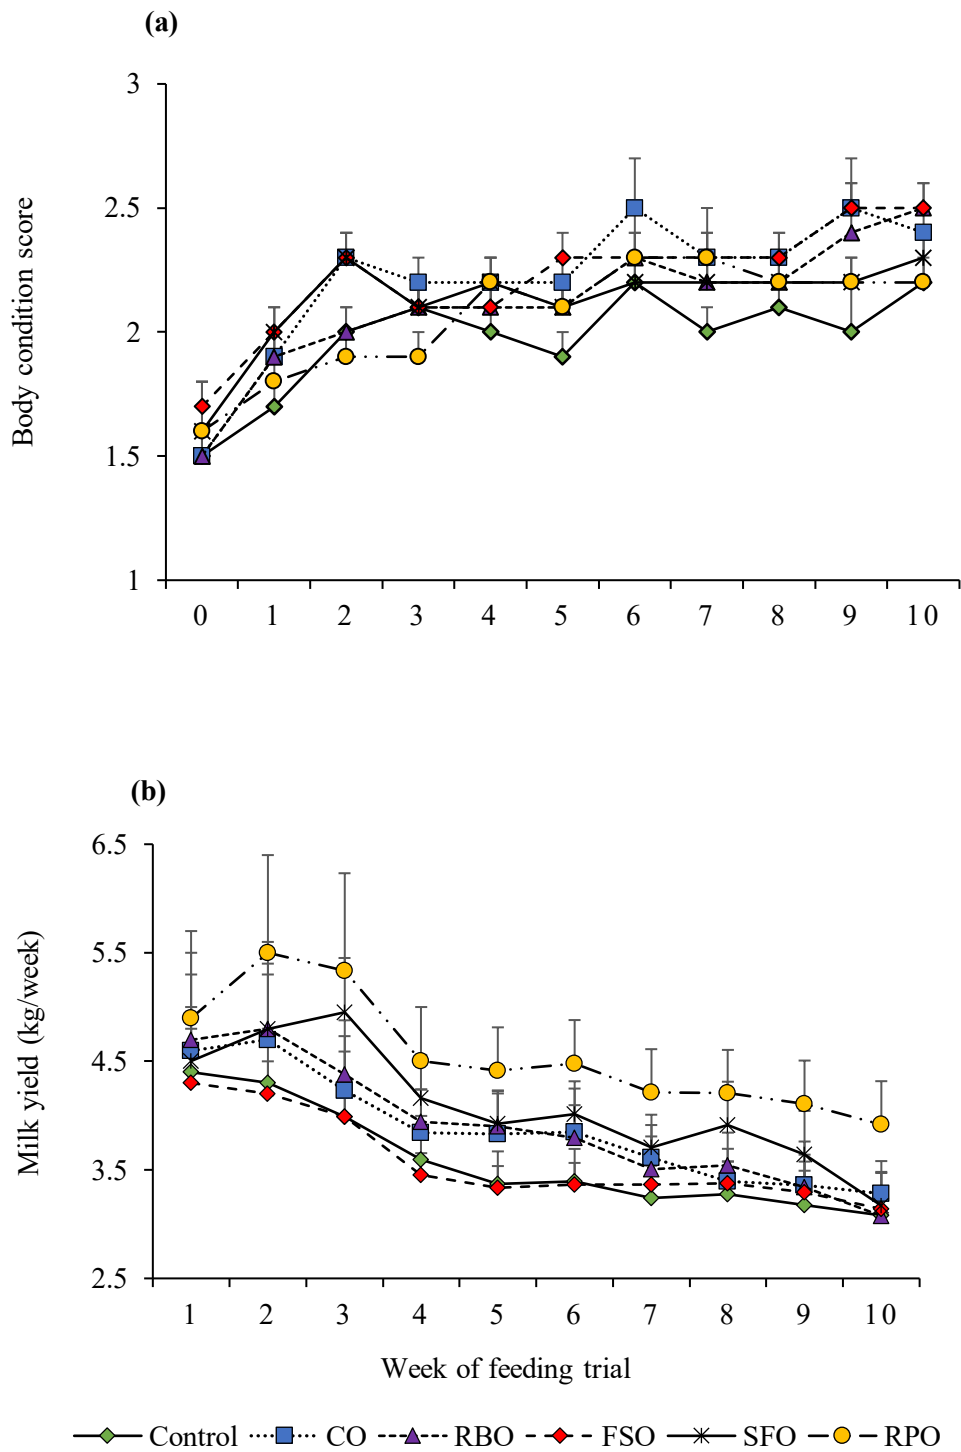 (a)
3
2.5
2
1.5
1
Body condition score
0 1 2 3 4 5 6 7 8 9 10
(b)
6.5
5.5
4.5
3.5
2.5
Milk yield (kg/week)
1 2 3 4 5 6 7 8 9 10
Week of feeding trial
Control CO RBO FSO SFO RPO